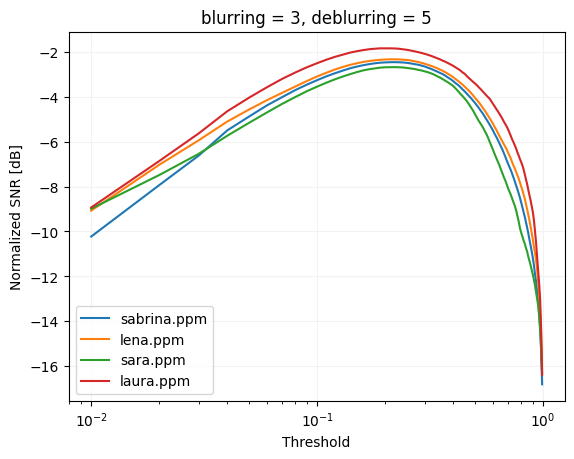 blurring = 3, deblurring = 5
Normalized SNR [dB]
−2
−4
−6
−8
−10
−12
−14
−16
sabrina.ppm
lena.ppm
sara.ppm
laura.ppm
10⁻²
10⁻¹
10⁰
Threshold